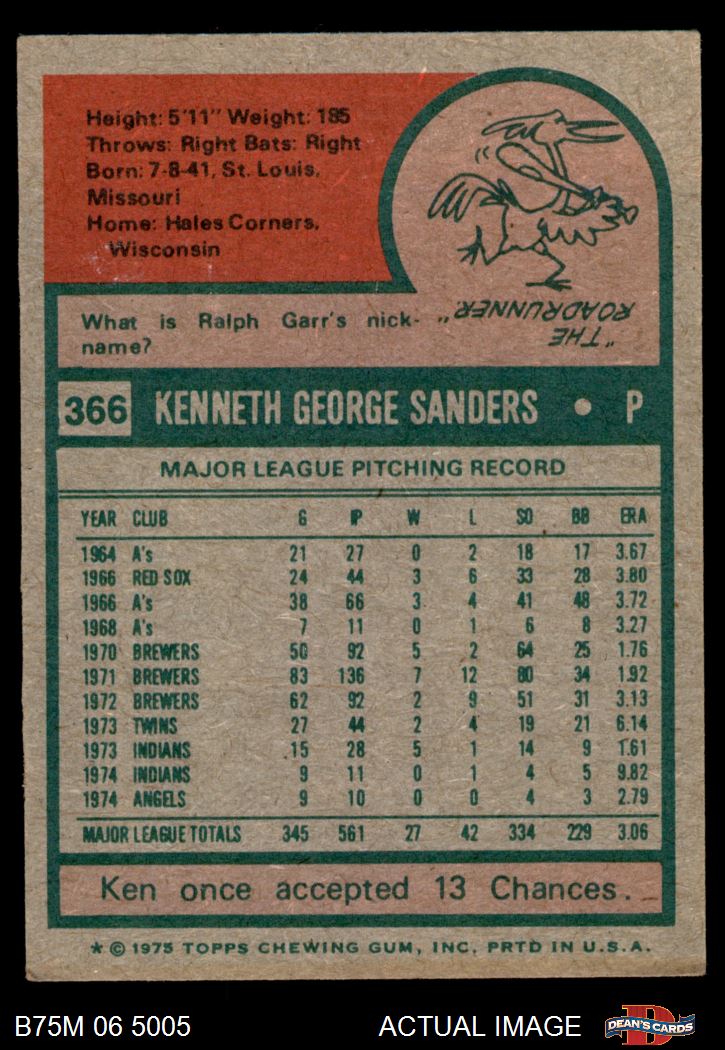 Height: 5'11" Weight: 185
Throws: Right Bats: Right
Born: 7-8-41, St. Louis,
Missouri
Home: Hales Corners,
Wisconsin
What is Ralph Garr's nick-
name?
"THE
ROADRUNNER."
366 KENNETH GEORGE SANDERS • P
MAJOR LEAGUE PITCHING RECORD
YEAR CLUB G IP W L SO BB ERA
1964 A's 21 27 0 2 18 17 3.67
1966 RED SOX 24 44 3 6 33 28 3.80
1966 A's 38 66 3 4 41 48 3.72
1968 A's 7 11 0 1 6 8 3.27
1970 BREWERS 50 92 5 2 64 25 1.76
1971 BREWERS 83 136 7 12 80 34 1.92
1972 BREWERS 62 92 2 9 51 31 3.13
1973 TWINS 27 44 2 4 19 21 6.14
1973 INDIANS 15 28 5 1 14 9 1.61
1974 INDIANS 9 11 0 1 4 5 9.82
1974 ANGELS 9 10 0 0 4 3 2.79
MAJOR LEAGUE TOTALS 345 561 27 42 334 229 3.06
Ken once accepted 13 Chances.
* © 1975 TOPPS CHEWING GUM, INC. PRTD IN U.S.A.
B75M 06 5005 ACTUAL IMAGE
D
DEAN'S CARDS